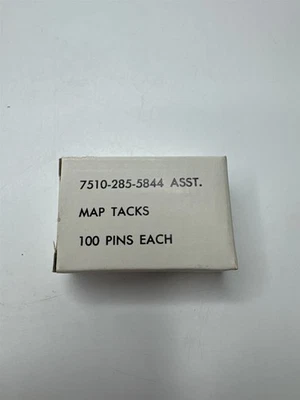 7510-285-5844 ASST.
MAP TACKS
100 PINS EACH